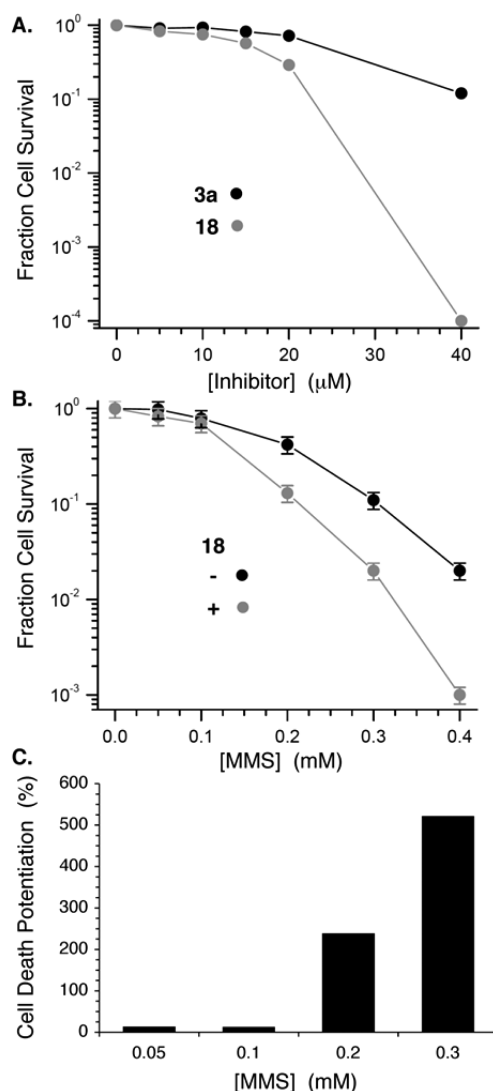 A.
Fraction Cell Survival
10^0
10^-1
10^-2
10^-3
10^-4
3a
18
0 10 20 30 40
[Inhibitor] (μM)
B.
Fraction Cell Survival
10^0
10^-1
10^-2
10^-3
18
-
+
0.0 0.1 0.2 0.3 0.4
[MMS] (mM)
C.
Cell Death Potentiation (%)
600
500
400
300
200
100
0
0.05 0.1 0.2 0.3
[MMS] (mM)